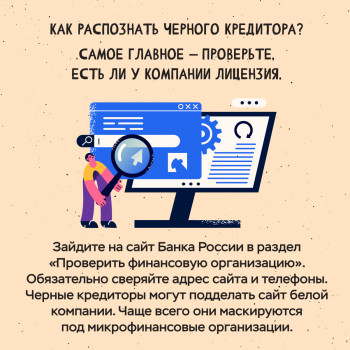 КАК РАСПОЗНАТЬ ЧЕРНОГО КРЕДИТОРА?
САМОЕ ГЛАВНОЕ – ПРОВЕРЬТЕ,
ЕСТЬ ЛИ У КОМПАНИИ ЛИЦЕНЗИЯ.
Зайдите на сайт Банка России в раздел
«Проверить финансовую организацию».
Обязательно сверяйте адрес сайта и телефоны.
Черные кредиторы могут подделать сайт белой
компании. Чаще всего они маскируются
под микрофинансовые организации.